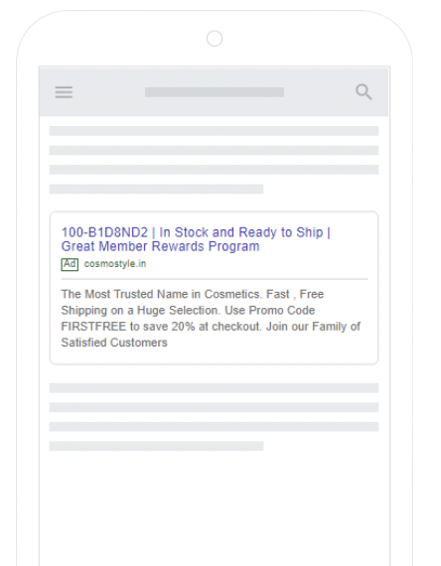 100-B1D8ND2 | In Stock and Ready to Ship |
Great Member Rewards Program
Ad cosmostyle.in
The Most Trusted Name in Cosmetics. Fast , Free
Shipping on a Huge Selection. Use Promo Code
FIRSTFREE to save 20% at checkout. Join our Family of
Satisfied Customers